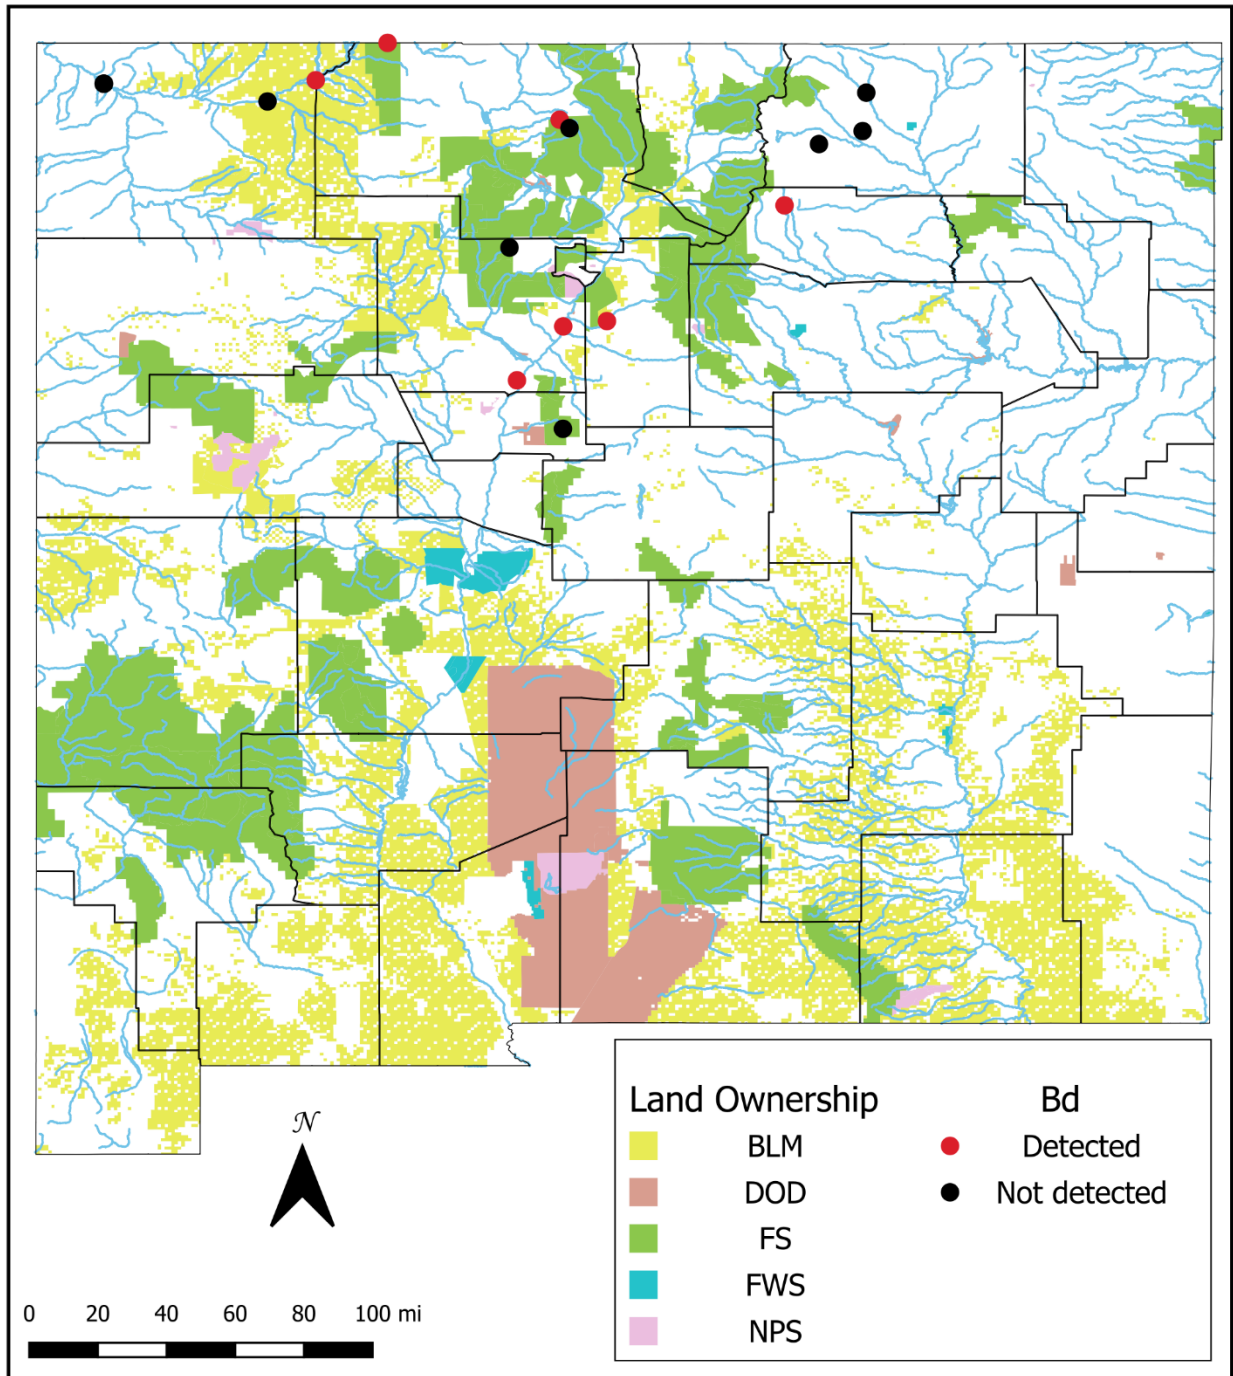 Land Ownership Bd
BLM Detected
DOD Not detected
FS
FWS
NPS
N
0 20 40 60 80 100 mi